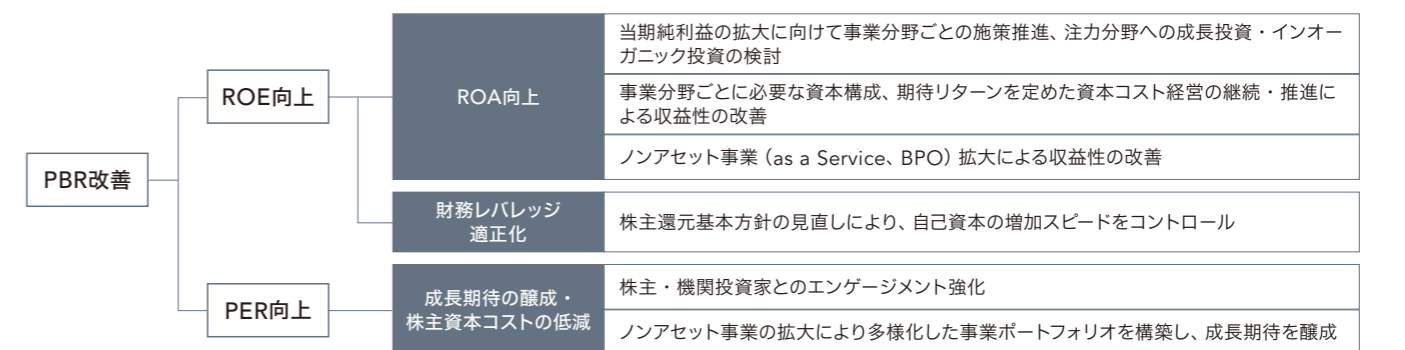 PBR改善
ROE向上
ROA向上
当期純利益の拡大に向けて事業分野ごとの施策推進、注力分野への成長投資・インオー
ガニック投資の検討
事業分野ごとに必要な資本構成、期待リターンを定めた資本コスト経営の継続・推進に
よる収益性の改善
ノンアセット事業（as a Service、BPO）拡大による収益性の改善
財務レバレッジ
適正化
株主還元基本方針の見直しにより、自己資本の増加スピードをコントロール
PER向上
成長期待の醸成・
株主資本コストの低減
株主・機関投資家とのエンゲージメント強化
ノンアセット事業の拡大により多様化した事業ポートフォリオを構築し、成長期待を醸成